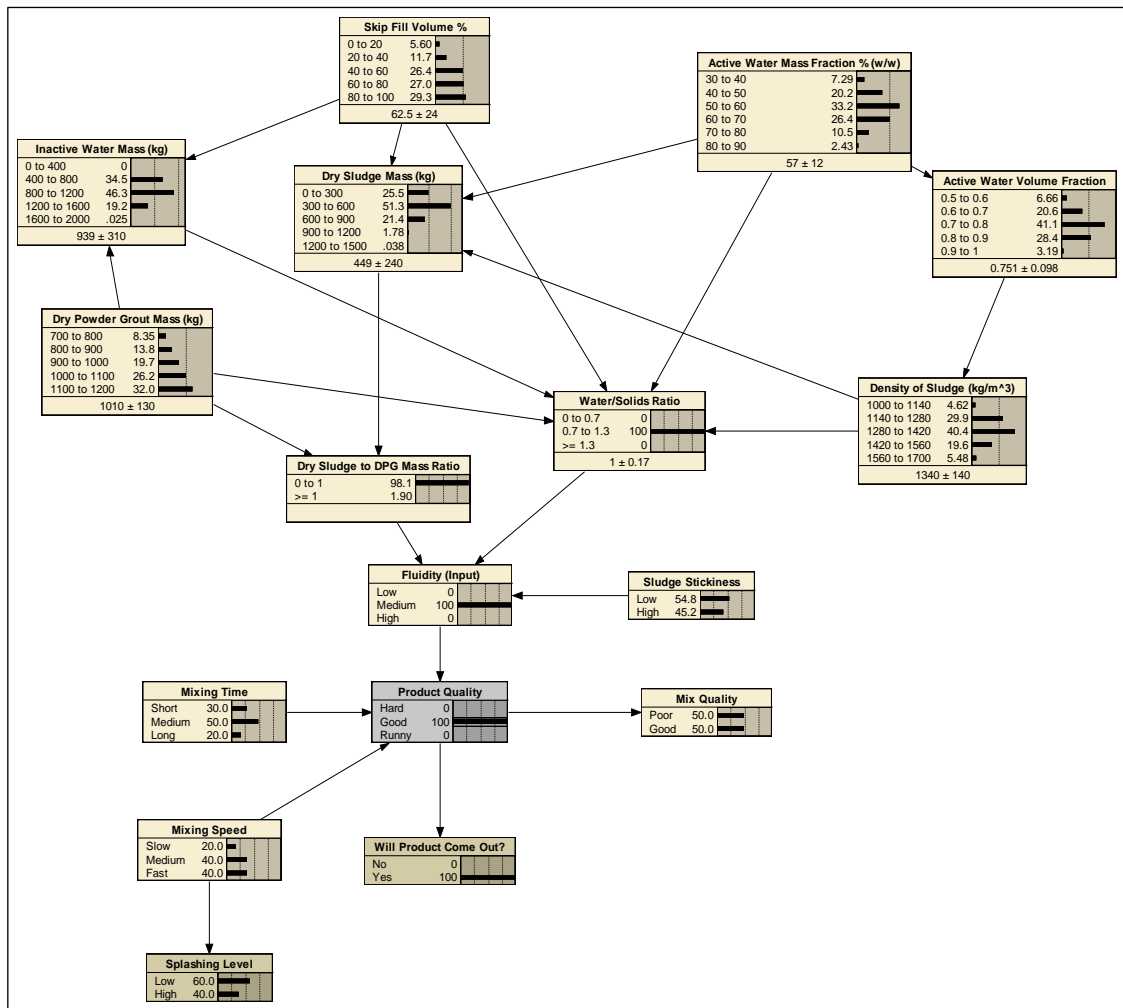 Skip Fill Volume %
0 to 20 5.60
20 to 40 11.7
40 to 60 26.4
60 to 80 27.0
80 to 100 29.3
62.5 ± 24
Active Water Mass Fraction % (w/w)
30 to 40 7.29
40 to 50 20.2
50 to 60 33.2
60 to 70 26.4
70 to 80 10.5
80 to 90 2.43
57 ± 12
Inactive Water Mass (kg)
0 to 400 0
400 to 800 34.5
800 to 1200 46.3
1200 to 1600 19.2
1600 to 2000 .025
939 ± 310
Dry Sludge Mass (kg)
0 to 300 25.5
300 to 600 51.3
600 to 900 21.4
900 to 1200 1.78
1200 to 1500 .038
449 ± 240
Active Water Volume Fraction
0.5 to 0.6 6.66
0.6 to 0.7 20.6
0.7 to 0.8 41.1
0.8 to 0.9 28.4
0.9 to 1 3.19
0.751 ± 0.098
Dry Powder Grout Mass (kg)
700 to 800 8.35
800 to 900 13.8
900 to 1000 19.7
1000 to 1100 26.2
1100 to 1200 32.0
1010 ± 130
Water/Solids Ratio
0 to 0.7 0
0.7 to 1.3 100
>= 1.3 0
1 ± 0.17
Density of Sludge (kg/m^3)
1000 to 1140 4.62
1140 to 1280 29.9
1280 to 1420 40.4
1420 to 1560 19.6
1560 to 1700 5.48
1340 ± 140
Dry Sludge to DPG Mass Ratio
0 to 1 98.1
>= 1 1.90
Fluidity (Input)
Low 0
Medium 100
High 0
Sludge Stickiness
Low 54.8
High 45.2
Mixing Time
Short 30.0
Medium 50.0
Long 20.0
Product Quality
Hard 0
Good 100
Runny 0
Mix Quality
Poor 50.0
Good 50.0
Mixing Speed
Slow 20.0
Medium 40.0
Fast 40.0
Will Product Come Out?
No 0
Yes 100
Splashing Level
Low 60.0
High 40.0